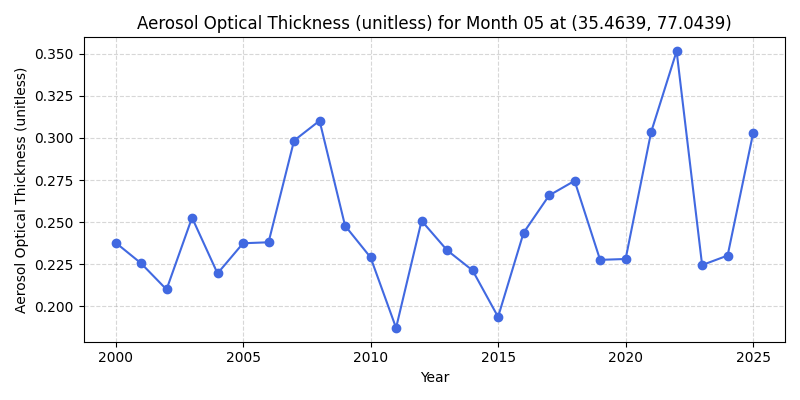 Aerosol Optical Thickness (unitless) for Month 05 at (35.4639, 77.0439)
0.350
0.325
0.300
0.275
0.250
0.225
0.200
Aerosol Optical Thickness (unitless)
2000 2005 2010 2015 2020 2025
Year